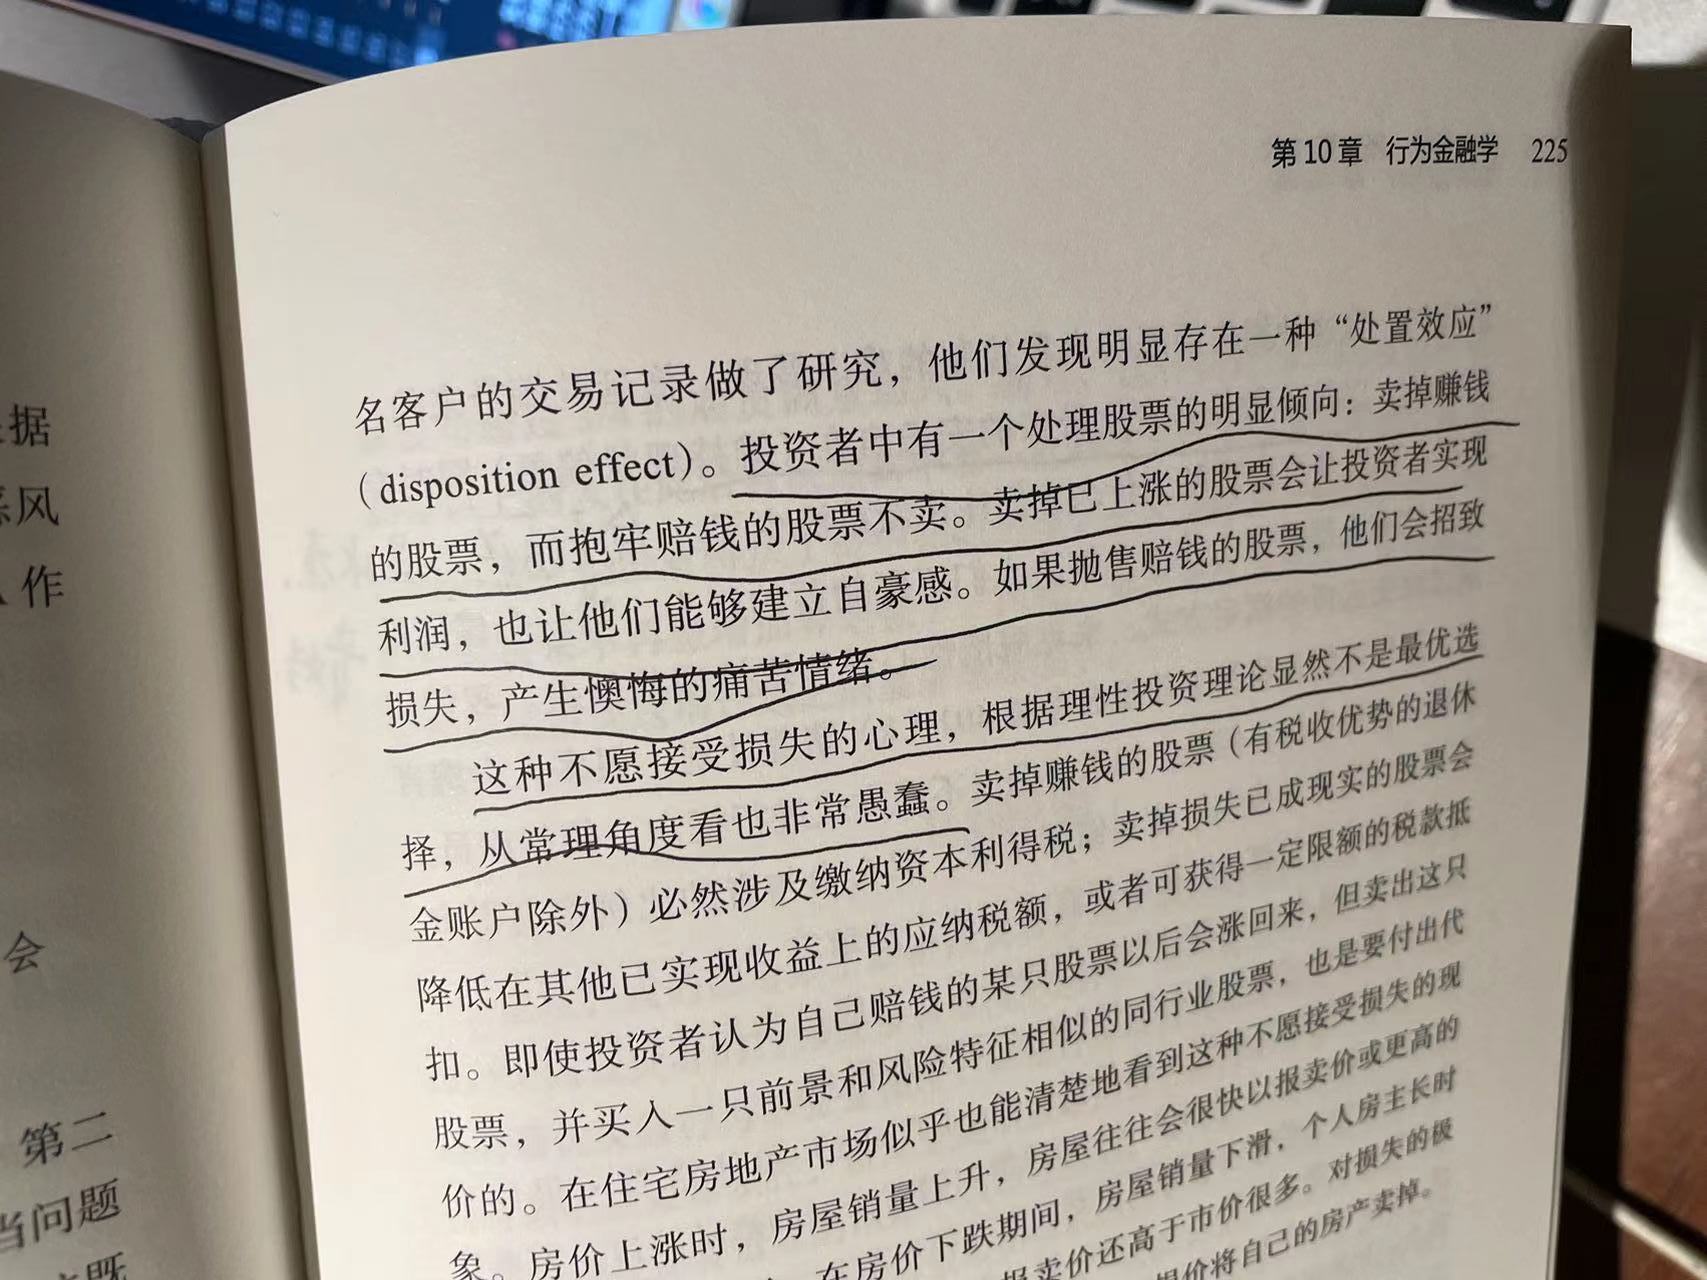 据
风
作
会
第二
当问题
既
第10章 行为金融学 225
名客户的交易记录做了研究，他们发现明显存在一种“处置效应”
（disposition effect）。投资者中有一个处理股票的明显倾向：卖掉赚钱
的股票，而抱牢赔钱的股票不卖。卖掉已上涨的股票会让投资者实现
利润，也让他们能够建立自豪感。如果抛售赔钱的股票，他们会招致
损失，产生懊悔的痛苦情绪。
这种不愿接受损失的心理，根据理性投资理论显然不是最优选
择，从常理角度看也非常愚蠢。卖掉赚钱的股票（有税收优势的退休
金账户除外）必然涉及缴纳资本利得税；卖掉损失已成现实的股票会
降低在其他已实现收益上的应纳税额，或者可获得一定限额的税款抵
扣。即使投资者认为自己赔钱的某只股票以后会涨回来，但卖出这只
股票，并买入一只前景和风险特征相似的同行业股票，也是要付出代
价的。在住宅房地产市场似乎也能清楚地看到这种不愿接受损失的现
象。房价上涨时，房屋销量上升，房屋往往会很快以报卖价或更高的
在房价下跌期间，房屋销量下滑，个人房主长时
报卖价还高于市价很多。对损失的极
价将自己的房产卖掉。